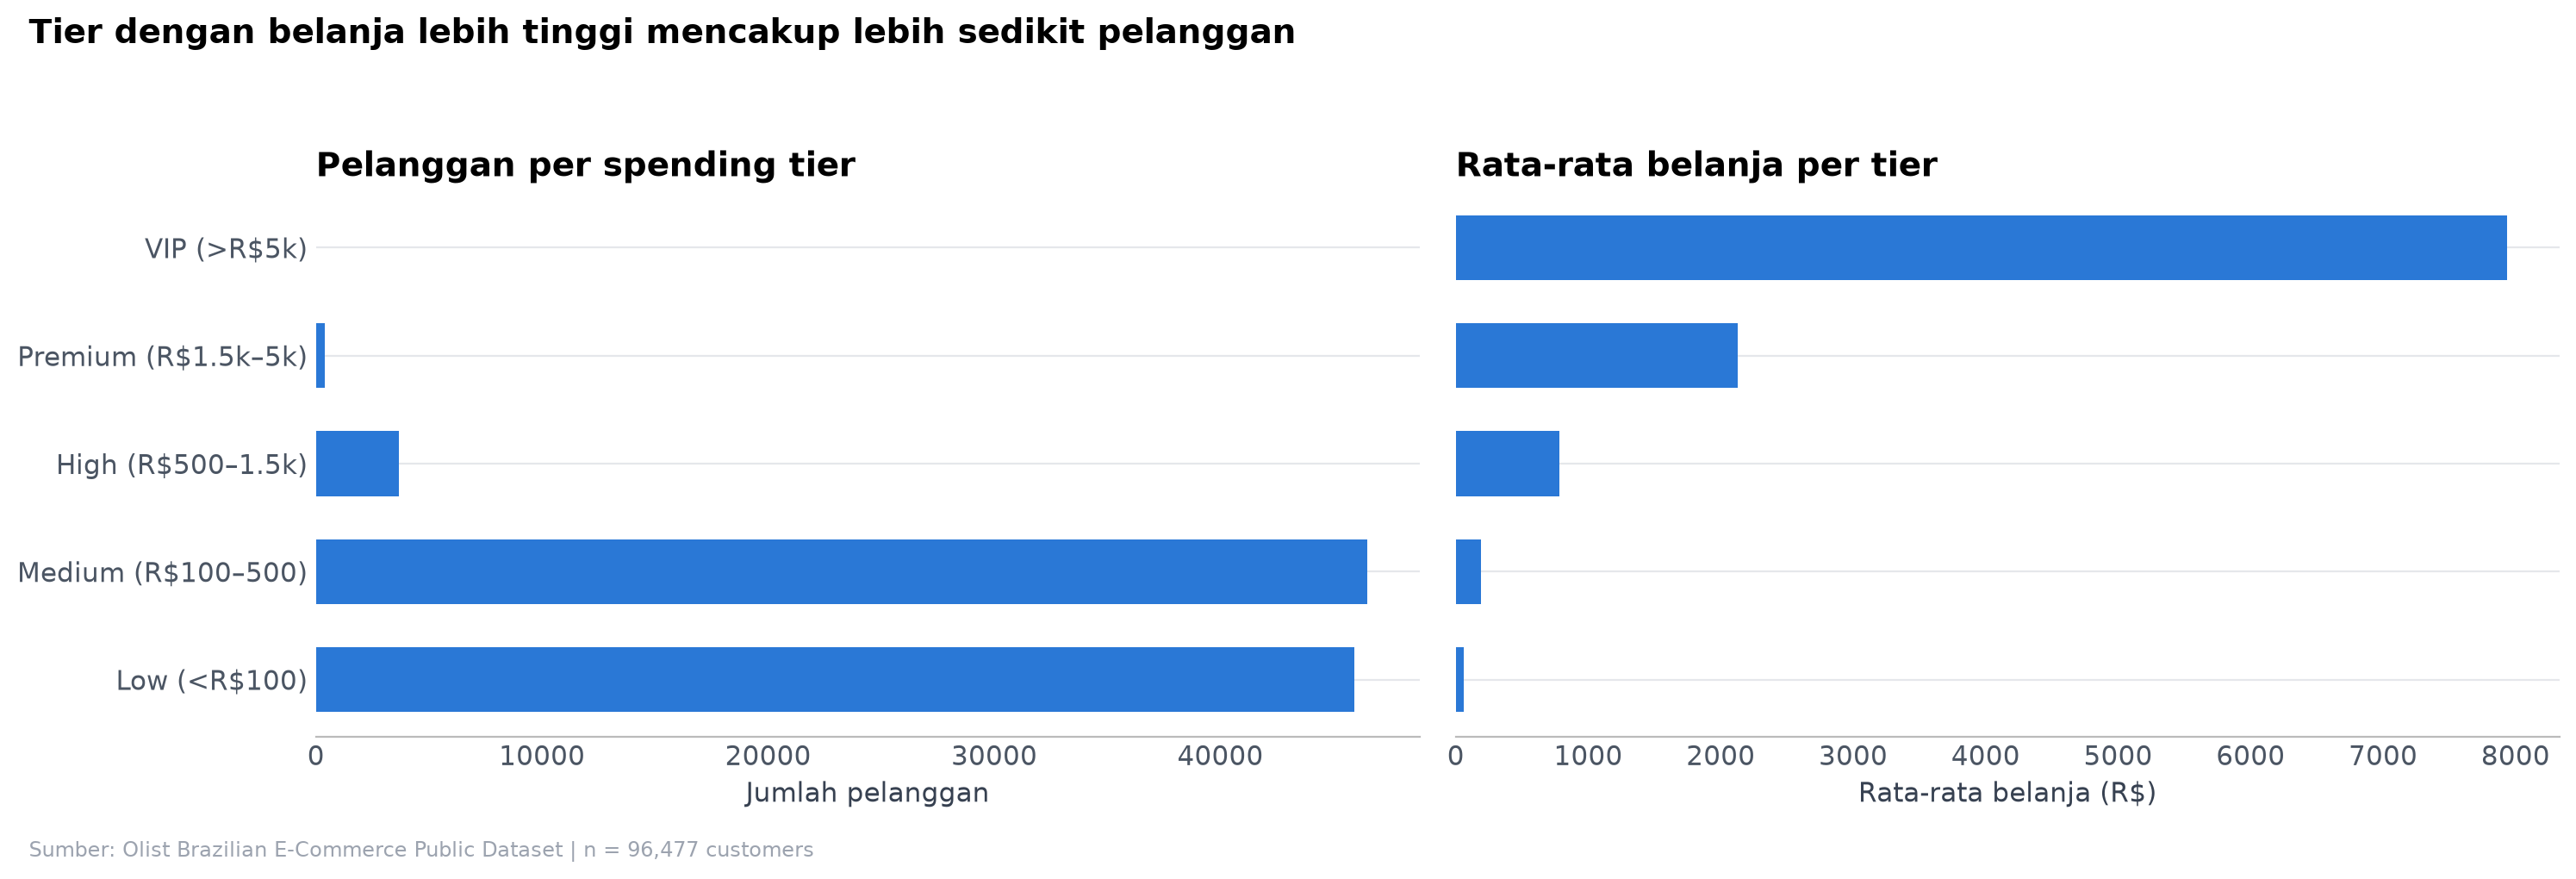 Tier dengan belanja lebih tinggi mencakup lebih sedikit pelanggan
Pelanggan per spending tier
VIP (>R$5k)
Premium (R$1.5k–5k)
High (R$500–1.5k)
Medium (R$100–500)
Low (<R$100)
0 10000 20000 30000 40000
Jumlah pelanggan
Rata-rata belanja per tier
0 1000 2000 3000 4000 5000 6000 7000 8000
Rata-rata belanja (R$)
Sumber: Olist Brazilian E-Commerce Public Dataset | n = 96,477 customers